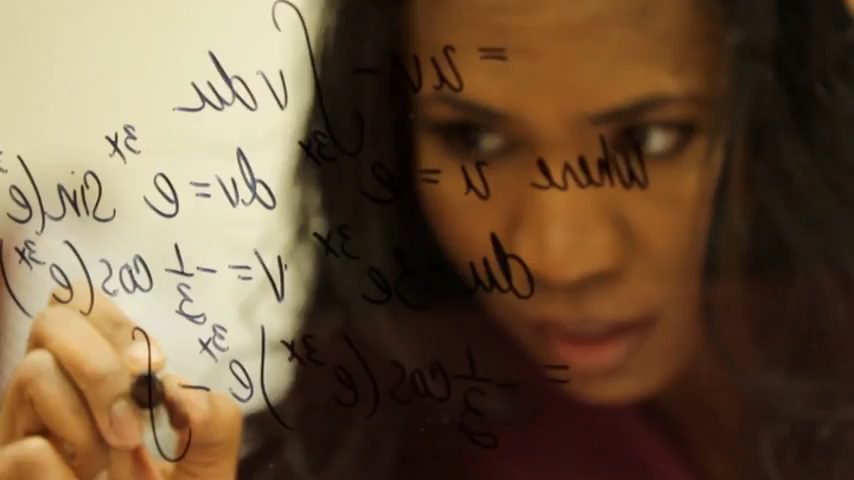 = uv - ∫ v du
Where u = e^{3x} dv = e^{3x} sin(e^{3x}
du = 3e^{3x} v = -1/3 cos(e^{3x})
= -1/3 cos(e^{3x}) e^{3x} - ∫